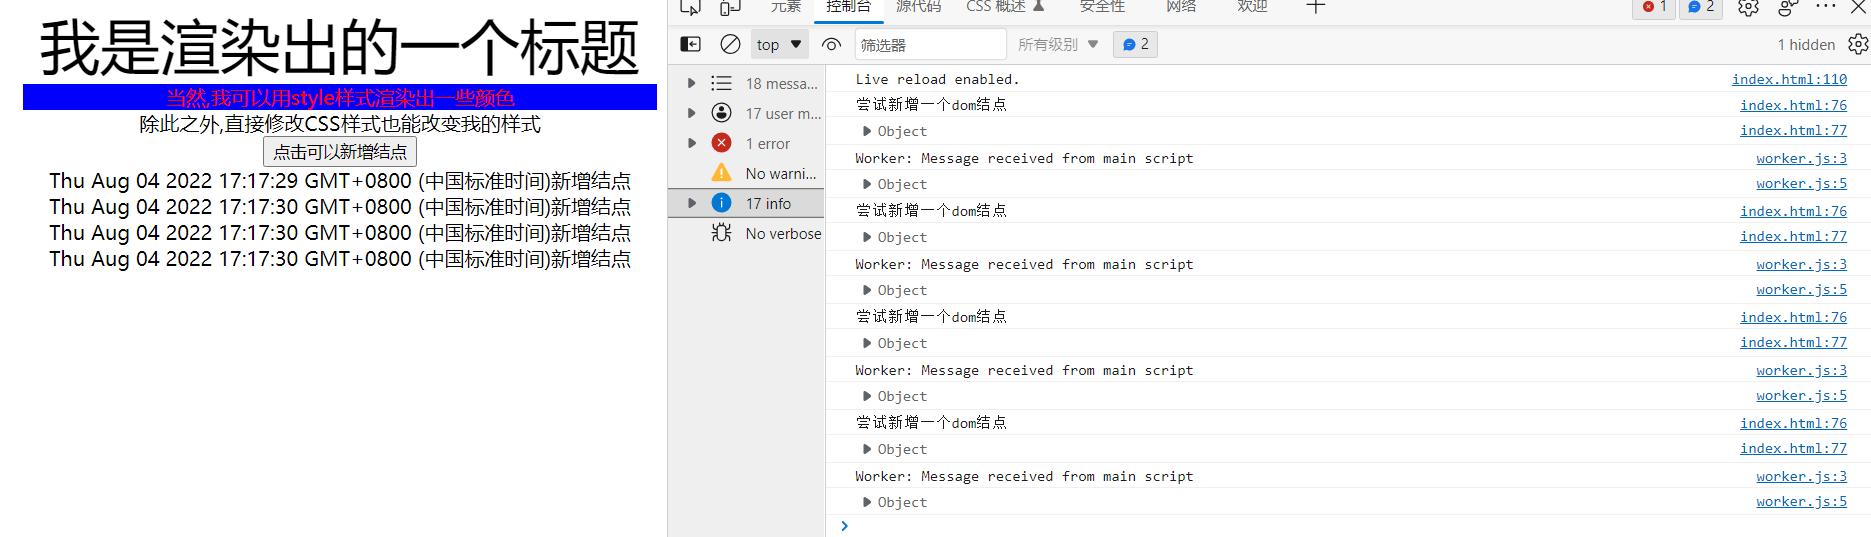 我是渲染出的一个标题
当然,我可以用style样式渲染出一些颜色
除此之外,直接修改CSS样式也能改变我的样式
点击可以新增结点
Thu Aug 04 2022 17:17:29 GMT+0800 (中国标准时间)新增结点
Thu Aug 04 2022 17:17:30 GMT+0800 (中国标准时间)新增结点
Thu Aug 04 2022 17:17:30 GMT+0800 (中国标准时间)新增结点
Thu Aug 04 2022 17:17:30 GMT+0800 (中国标准时间)新增结点
元素 控制台 源代码 CSS 概述 安全性 网络 欢迎 1 2
top 筛选器 所有级别 2 1 hidden
18 messa...
17 user m...
1 error
No warni...
17 info
No verbose
Live reload enabled. index.html:110
尝试新增一个dom结点 index.html:76
Object index.html:77
Worker: Message received from main script worker.js:3
Object worker.js:5
尝试新增一个dom结点 index.html:76
Object index.html:77
Worker: Message received from main script worker.js:3
Object worker.js:5
尝试新增一个dom结点 index.html:76
Object index.html:77
Worker: Message received from main script worker.js:3
Object worker.js:5
尝试新增一个dom结点 index.html:76
Object index.html:77
Worker: Message received from main script worker.js:3
Object worker.js:5